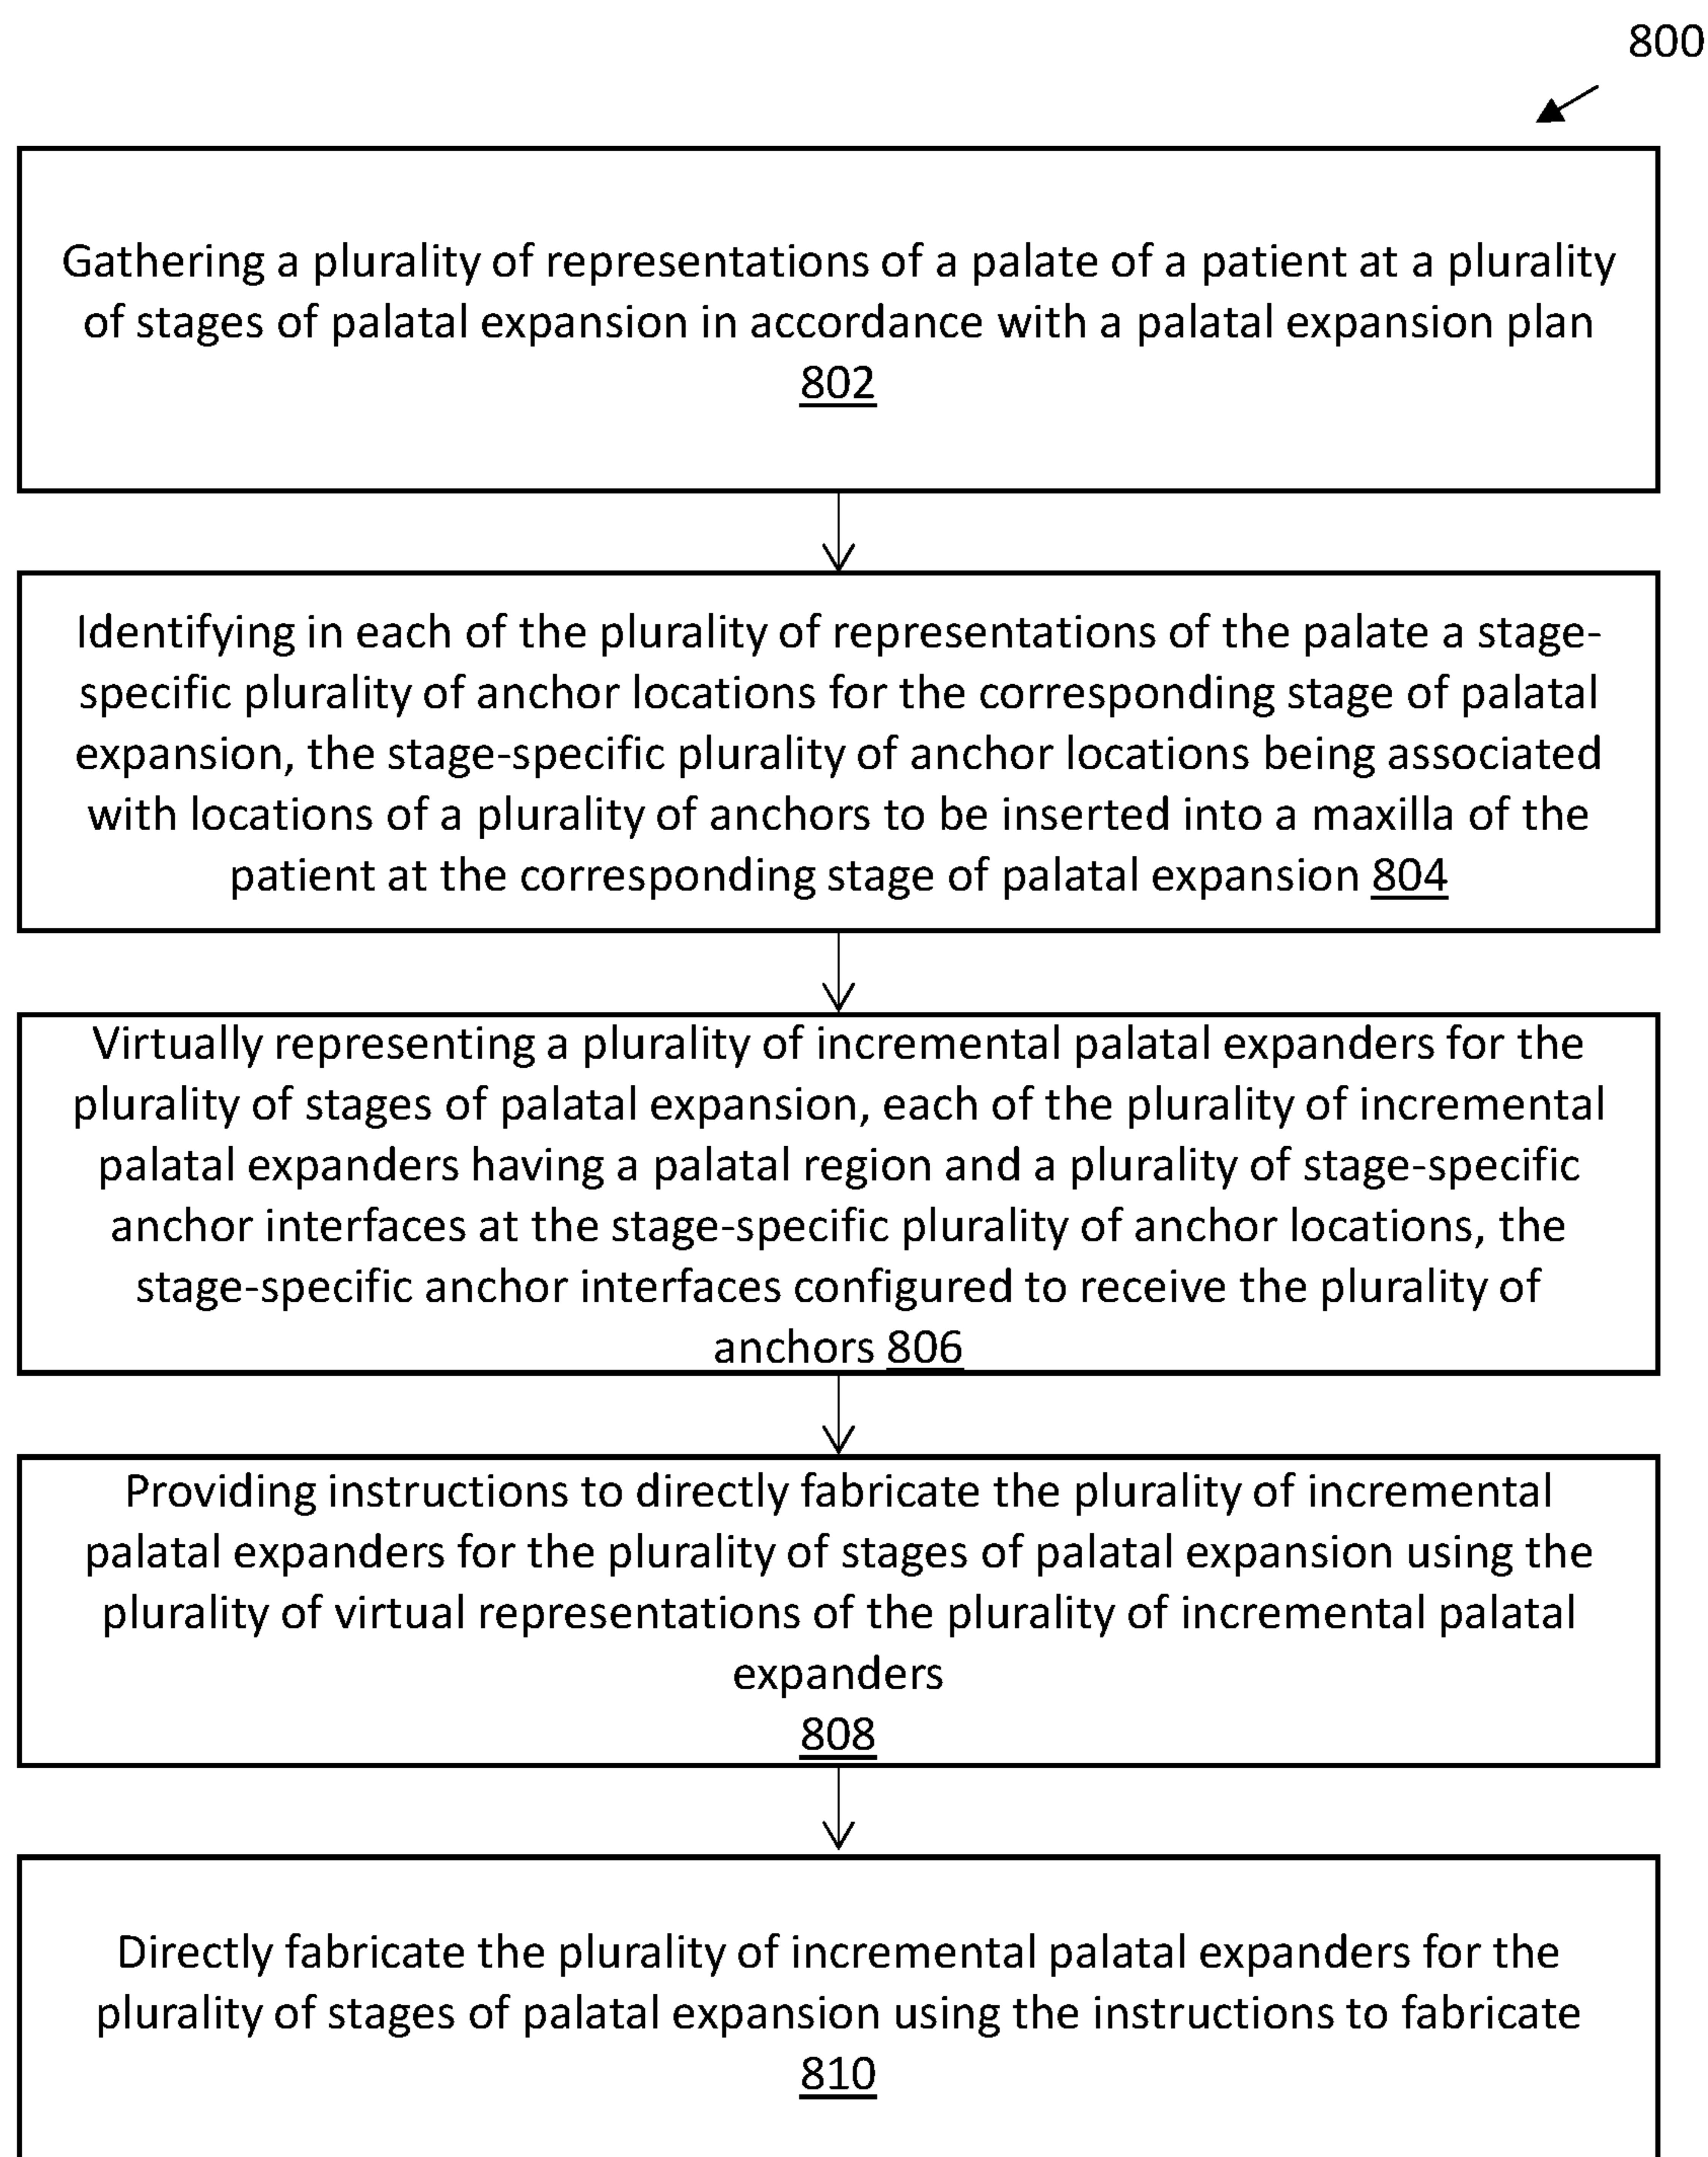 800
Gathering a plurality of representations of a palate of a patient at a plurality
of stages of palatal expansion in accordance with a palatal expansion plan
802
Identifying in each of the plurality of representations of the palate a stage-
specific plurality of anchor locations for the corresponding stage of palatal
expansion, the stage-specific plurality of anchor locations being associated
with locations of a plurality of anchors to be inserted into a maxilla of the
patient at the corresponding stage of palatal expansion 804
Virtually representing a plurality of incremental palatal expanders for the
plurality of stages of palatal expansion, each of the plurality of incremental
palatal expanders having a palatal region and a plurality of stage-specific
anchor interfaces at the stage-specific plurality of anchor locations, the
stage-specific anchor interfaces configured to receive the plurality of
anchors 806
Providing instructions to directly fabricate the plurality of incremental
palatal expanders for the plurality of stages of palatal expansion using the
plurality of virtual representations of the plurality of incremental palatal
expanders
808
Directly fabricate the plurality of incremental palatal expanders for the
plurality of stages of palatal expansion using the instructions to fabricate
810